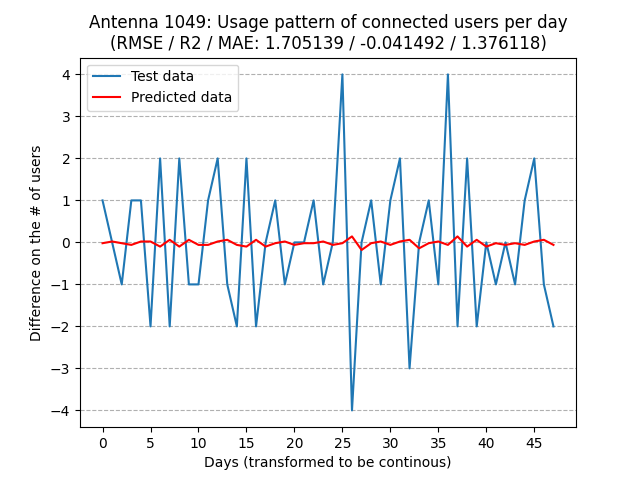 Antenna 1049: Usage pattern of connected users per day
(RMSE / R2 / MAE: 1.705139 / -0.041492 / 1.376118)
Test data
Predicted data
4
3
2
1
0
−1
−2
−3
−4
Difference on the # of users
0 5 10 15 20 25 30 35 40 45
Days (transformed to be continous)